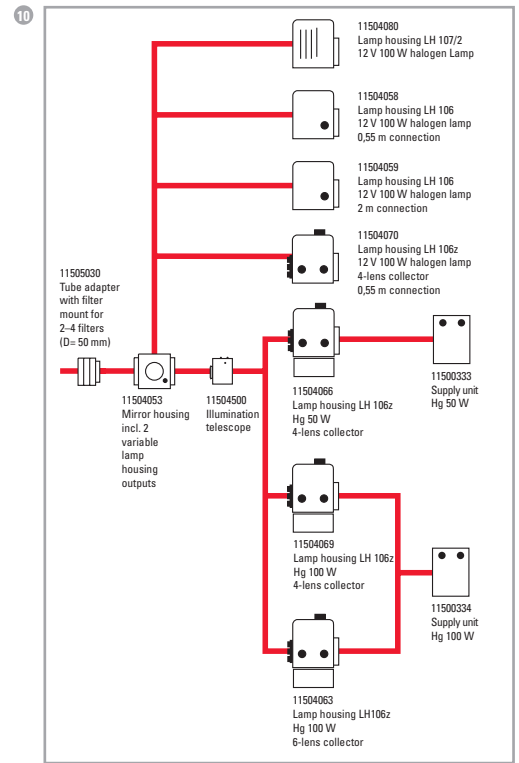 10
11504080
Lamp housing LH 107/2
12 V 100 W halogen Lamp
11504058
Lamp housing LH 106
12 V 100 W halogen lamp
0,55 m connection
11504059
Lamp housing LH 106
12 V 100 W halogen lamp
2 m connection
11504070
Lamp housing LH 106z
12 V 100 W halogen lamp
4-lens collector
0,55 m connection
11505030
Tube adapter
with filter
mount for
2–4 filters
(D= 50 mm)
11504053
Mirror housing
incl. 2
variable
lamp
housing
outputs
11504500
Illumination
telescope
11504066
Lamp housing LH 106z
Hg 50 W
4-lens collector
11500333
Supply unit
Hg 50 W
11504069
Lamp housing LH 106z
Hg 100 W
4-lens collector
11500334
Supply unit
Hg 100 W
11504063
Lamp housing LH106z
Hg 100 W
6-lens collector